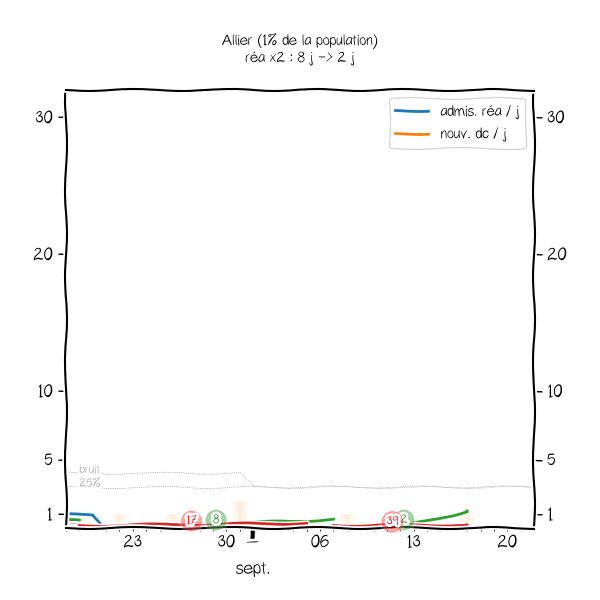 Allier (1% de la population)
réa x2 : 8 j -> 2 j
admis. réa / j
nouv. dc / j
30 30
20 20
10 10
5 5
bruit
25%
1 1
17 8 39 2
23 30 06 13 20
sept.